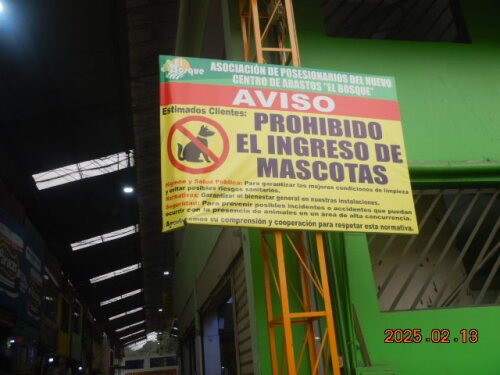 El Bosque
ASOCIACIÓN DE POSESIONARIOS DEL NUEVO
CENTRO DE ABASTOS "EL BOSQUE"
AVISO
Estimados Clientes:
PROHIBIDO
EL INGRESO DE
MASCOTAS
Higiene y Salud Pública: Para garantizar las mejores condiciones de limpieza
y evitar posibles riesgos sanitarios.
Normativas: Garantizar el bienestar general en nuestras instalaciones.
Seguridad: Para prevenir posibles incidentes o accidentes que puedan
ocurrir con la presencia de animales en un área de alta concurrencia.
Agradecemos su comprensión y cooperación para respetar esta normativa.
2025.02.13